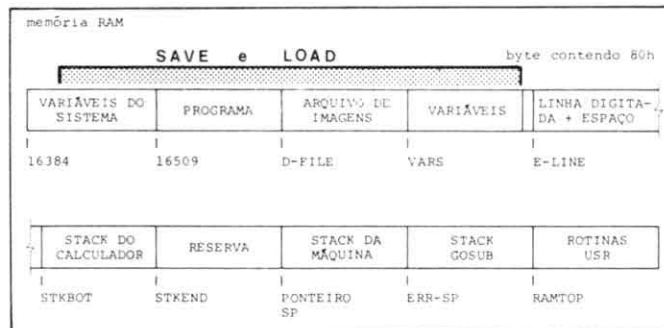 memória RAM
SAVE e LOAD
byte contendo 80h
VARIÁVEIS DO SISTEMA
PROGRAMA
ARQUIVO DE IMAGENS
VARIÁVEIS
LINHA DIGITA-
DA + ESPAÇO
16384
16509
D-FILE
VARS
E-LINE
STACK DO CALCULADOR
RESERVA
STACK DA MÁQUINA
STACK GOSUB
ROTINAS USR
STKBOT
STKEND
PONTEIRO SP
ERR-SP
RAMTOP